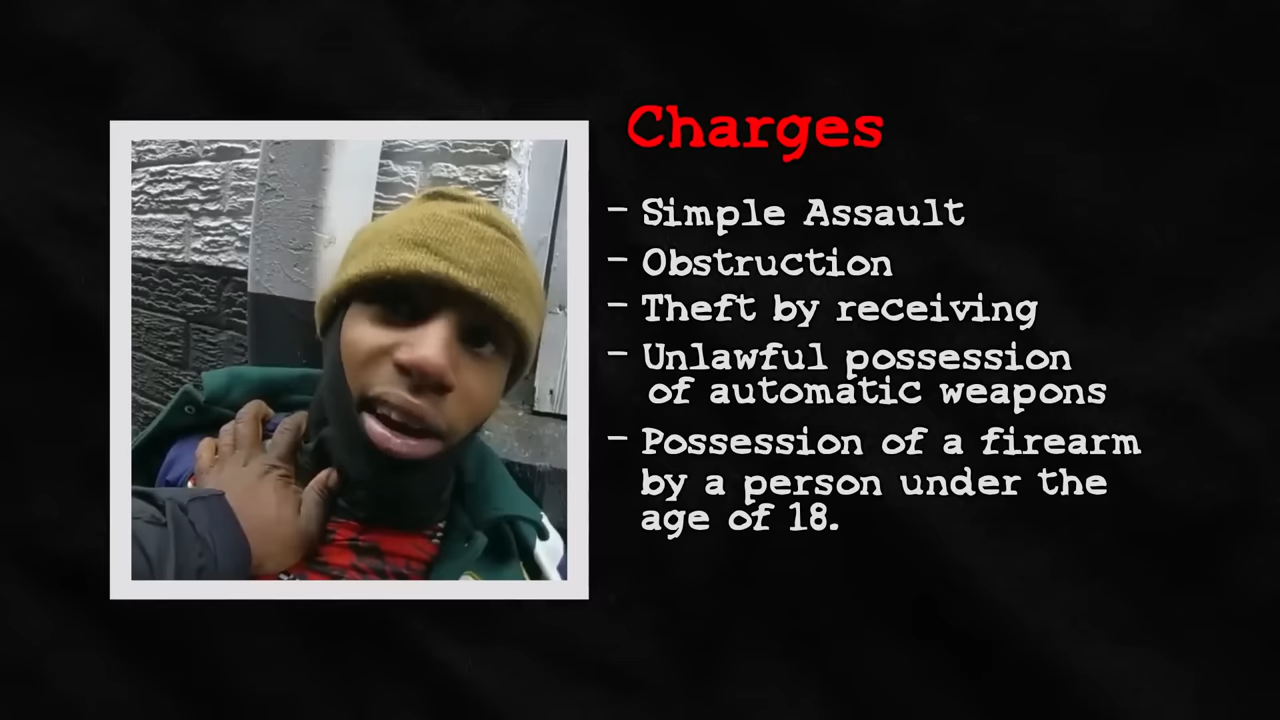 Charges
- Simple Assault
- Obstruction
- Theft by receiving
- Unlawful possession
of automatic weapons
- Possession of a firearm
by a person under the
age of 18.